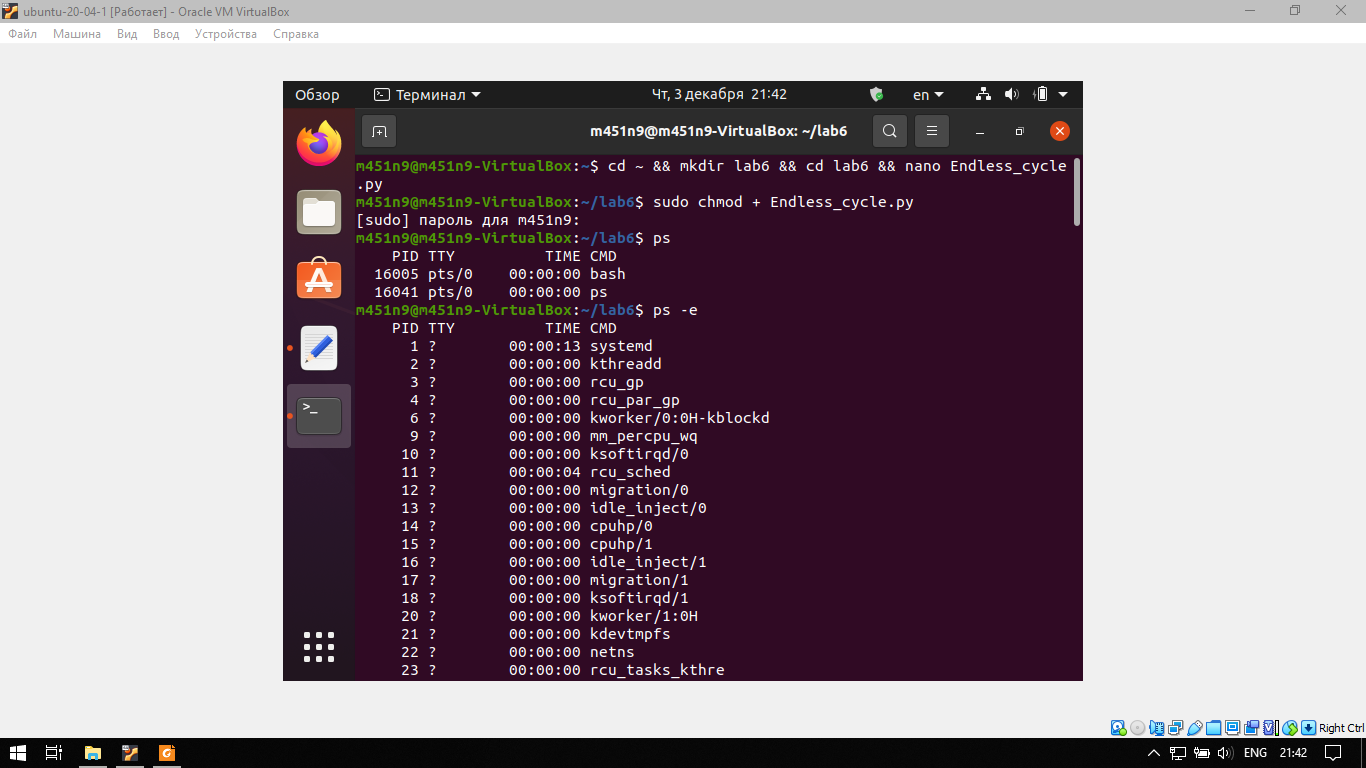 ubuntu-20-04-1 [Работает] - Oracle VM VirtualBox
Файл Машина Вид Ввод Устройства Справка
Обзор Терминал Чт, 3 декабря 21:42 en
m451n9@m451n9-VirtualBox: ~/lab6
m451n9@m451n9-VirtualBox:~$ cd ~ && mkdir lab6 && cd lab6 && nano Endless_cycle
.py
m451n9@m451n9-VirtualBox:~/lab6$ sudo chmod + Endless_cycle.py
[sudo] пароль для m451n9:
m451n9@m451n9-VirtualBox:~/lab6$ ps
PID TTY TIME CMD
16005 pts/0 00:00:00 bash
16041 pts/0 00:00:00 ps
m451n9@m451n9-VirtualBox:~/lab6$ ps -e
PID TTY TIME CMD
1 ? 00:00:13 systemd
2 ? 00:00:00 kthreadd
3 ? 00:00:00 rcu_gp
4 ? 00:00:00 rcu_par_gp
6 ? 00:00:00 kworker/0:0H-kblockd
9 ? 00:00:00 mm_percpu_wq
10 ? 00:00:00 ksoftirqd/0
11 ? 00:00:04 rcu_sched
12 ? 00:00:00 migration/0
13 ? 00:00:00 idle_inject/0
14 ? 00:00:00 cpuhp/0
15 ? 00:00:00 cpuhp/1
16 ? 00:00:00 idle_inject/1
17 ? 00:00:00 migration/1
18 ? 00:00:00 ksoftirqd/1
20 ? 00:00:00 kworker/1:0H
21 ? 00:00:00 kdevtmpfs
22 ? 00:00:00 netns
23 ? 00:00:00 rcu_tasks_kthre
Right Ctrl
ENG 21:42